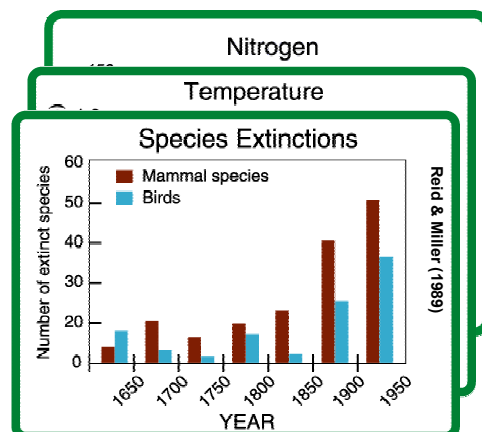 Nitrogen
Temperature
Species Extinctions
Number of extinct species
60
50
40
30
20
0
Mammal species
Birds
Reid & Miller (1989)
1650
1700
1750
1800
1850
1900
1950
YEAR